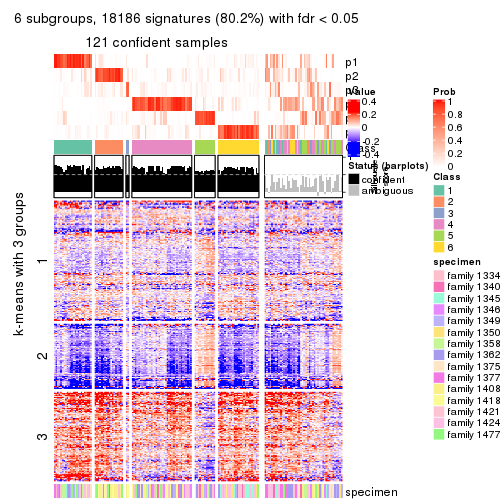 6 subgroups, 18186 signatures (80.2%) with fdr < 0.05
121 confident samples
p1
p2
p3
Value
0.4
0.2
0
-0.2
-0.4
Prob
1
0.8
0.6
0.4
0.2
0
Class
Status (barplots)
confident
ambiguous
Class
1
2
3
4
5
6
k-means with 3 groups
1
2
3
specimen
family 1334
family 1340
family 1345
family 1346
family 1349
family 1350
family 1358
family 1362
family 1375
family 1377
family 1408
family 1418
family 1421
family 1424
family 1477
specimen